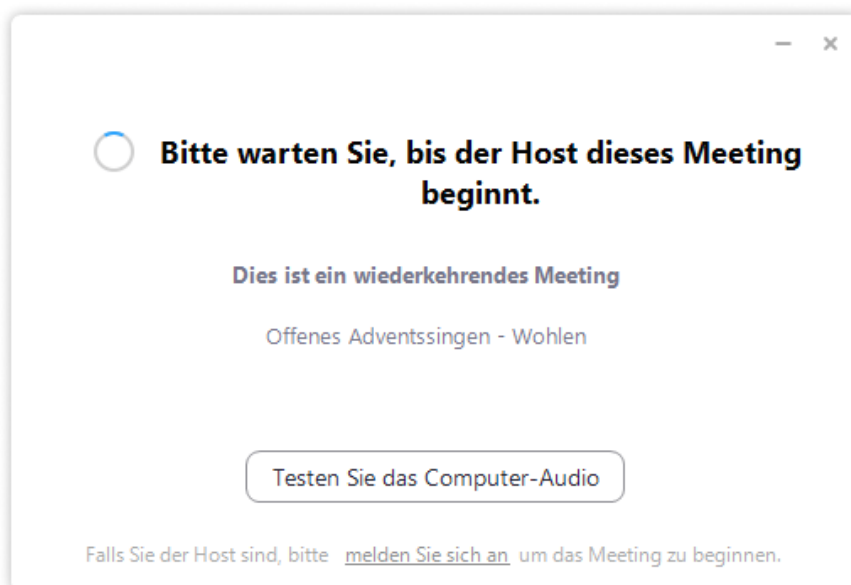 Bitte warten Sie, bis der Host dieses Meeting
beginnt.
Dies ist ein wiederkehrendes Meeting
Offenes Adventssingen - Wohlen
Testen Sie das Computer-Audio
Falls Sie der Host sind, bitte melden Sie sich an um das Meeting zu beginnen.